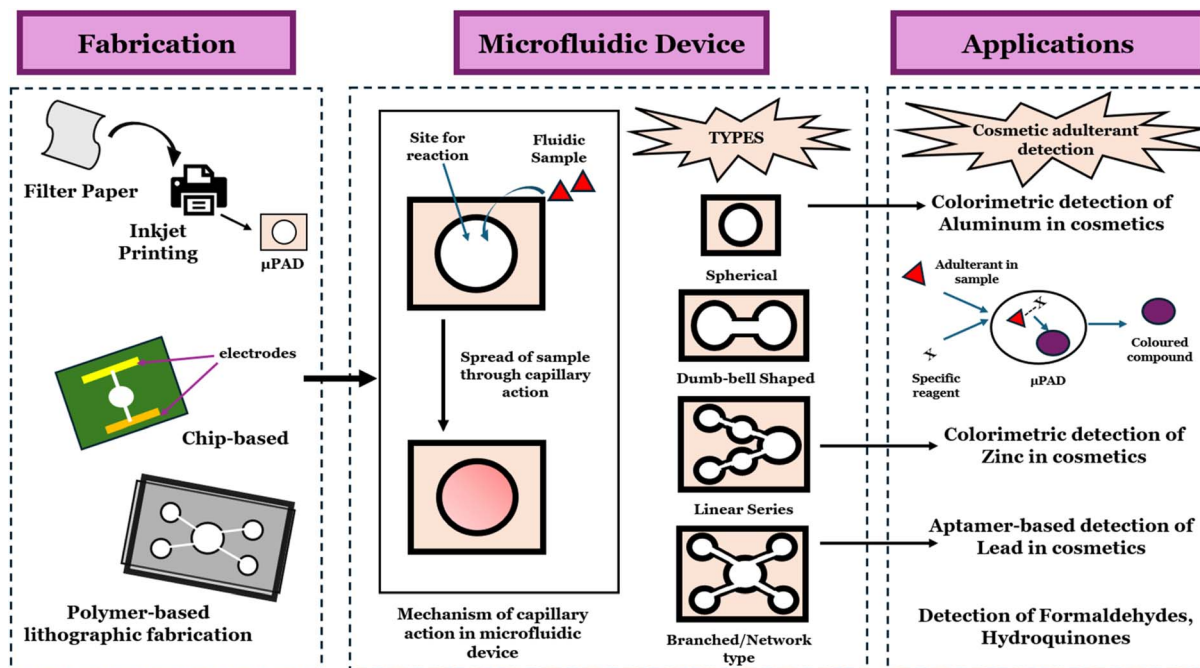 Fabrication
Microfluidic Device
Applications
Filter Paper
Inkjet
Printing
µPAD
electrodes
Chip-based
Polymer-based
lithographic fabrication
Site for
reaction
Fluidic
Sample
Spread of sample
through capillary
action
Mechanism of capillary
action in microfluidic
device
TYPES
Spherical
Dumb-bell Shaped
Linear Series
Branched/Network
type
Cosmetic adulterant
detection
Colorimetric detection of
Aluminum in cosmetics
Adulterant in
sample
X
X
Specific
reagent
µPAD
Coloured
compound
Colorimetric detection of
Zinc in cosmetics
Aptamer-based detection of
Lead in cosmetics
Detection of Formaldehydes,
Hydroquinones